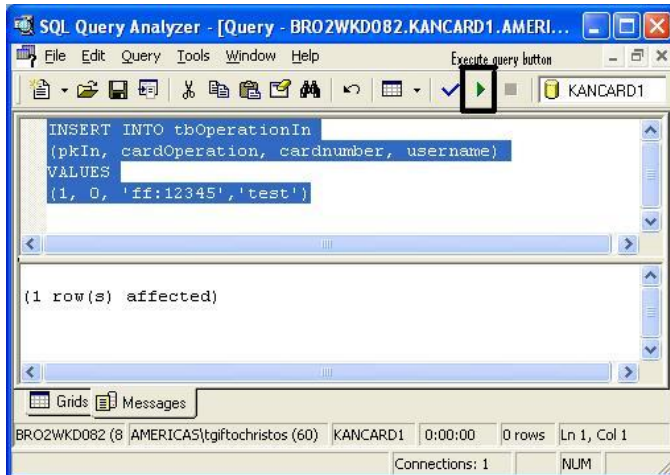 SQL Query Analyzer - [Query - BRO2WKD082.KANCARD1.AMERI...
File Edit Query Tools Window Help Execute query button
KANCARD1
INSERT INTO tbOperationIn
(pkIn, cardOperation, cardnumber, username)
VALUES
(1, 0, 'ff:12345','test')
(1 row(s) affected)
Grids Messages
BRO2WKD082 (8 AMERICAS\tgiftochristos (60) KANCARD1 0:00:00 0 rows Ln 1, Col 1
Connections: 1 NUM